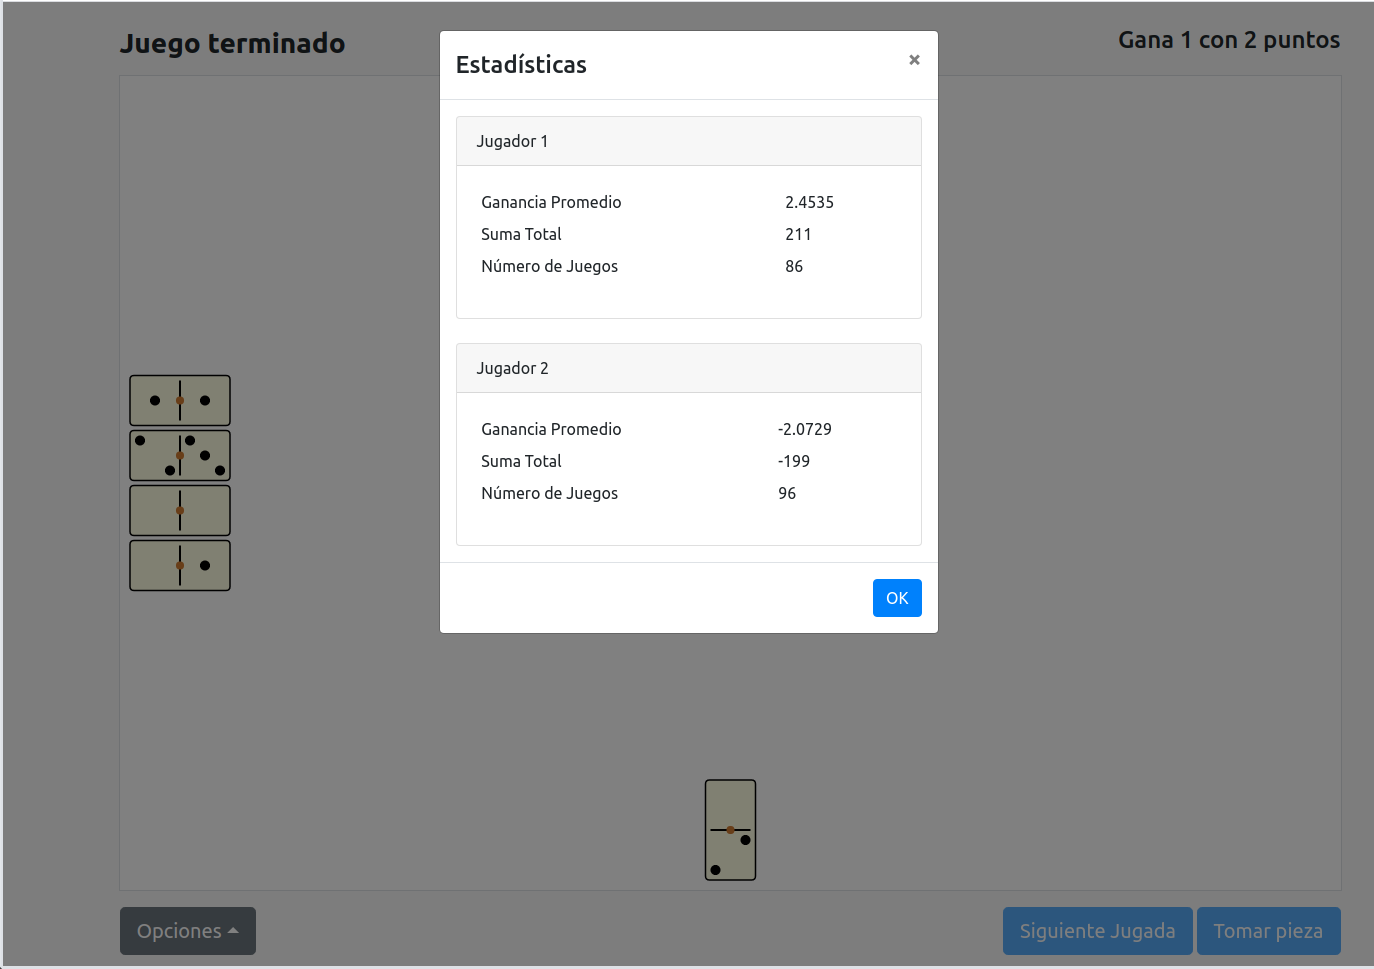 Juego terminado
Gana 1 con 2 puntos
Estadísticas
×
Jugador 1
Ganancia Promedio 2.4535
Suma Total 211
Número de Juegos 86
Jugador 2
Ganancia Promedio -2.0729
Suma Total -199
Número de Juegos 96
OK
Opciones
Siguiente Jugada
Tomar pieza